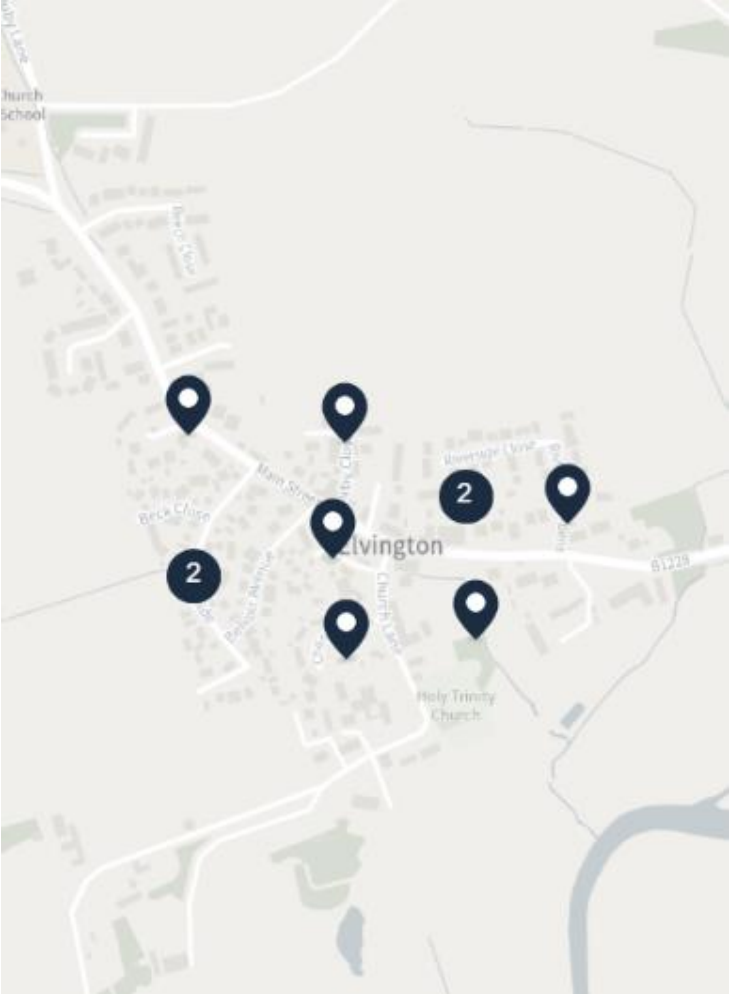 Lane
Church
School
Beech Close
Main Street
Beck Close
Riverside Close
2
2
Elvington
B1228
Church Lane
Holy Trinity
Church